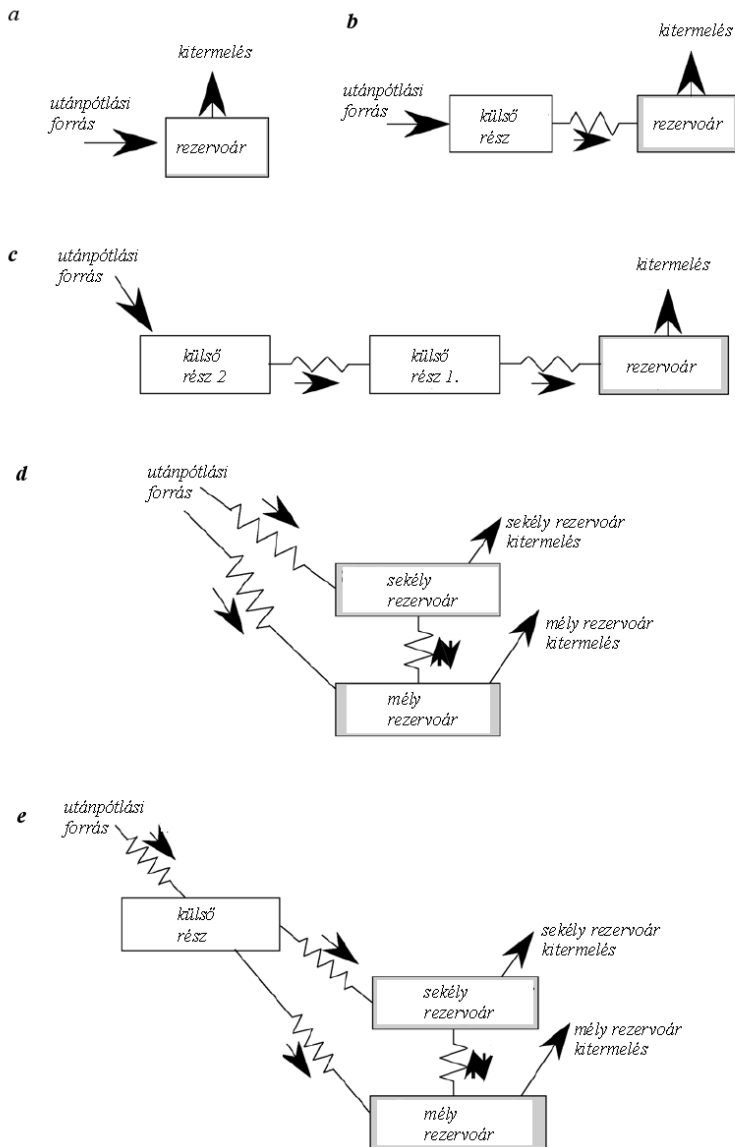 a
kitermelés
utánpótlási
forrás
rezervoár
b
kitermelés
utánpótlási
forrás
külső
rész
rezervoár
c
utánpótlási
forrás
kitermelés
külső
rész 2
külső
rész 1.
rezervoár
d
utánpótlási
forrás
sekély rezervoár
kitermelés
sekély
rezervoár
mély rezervoár
kitermelés
mély
rezervoár
e
utánpótlási
forrás
külső
rész
sekély rezervoár
kitermelés
sekély
rezervoár
mély rezervoár
kitermelés
mély
rezervoár